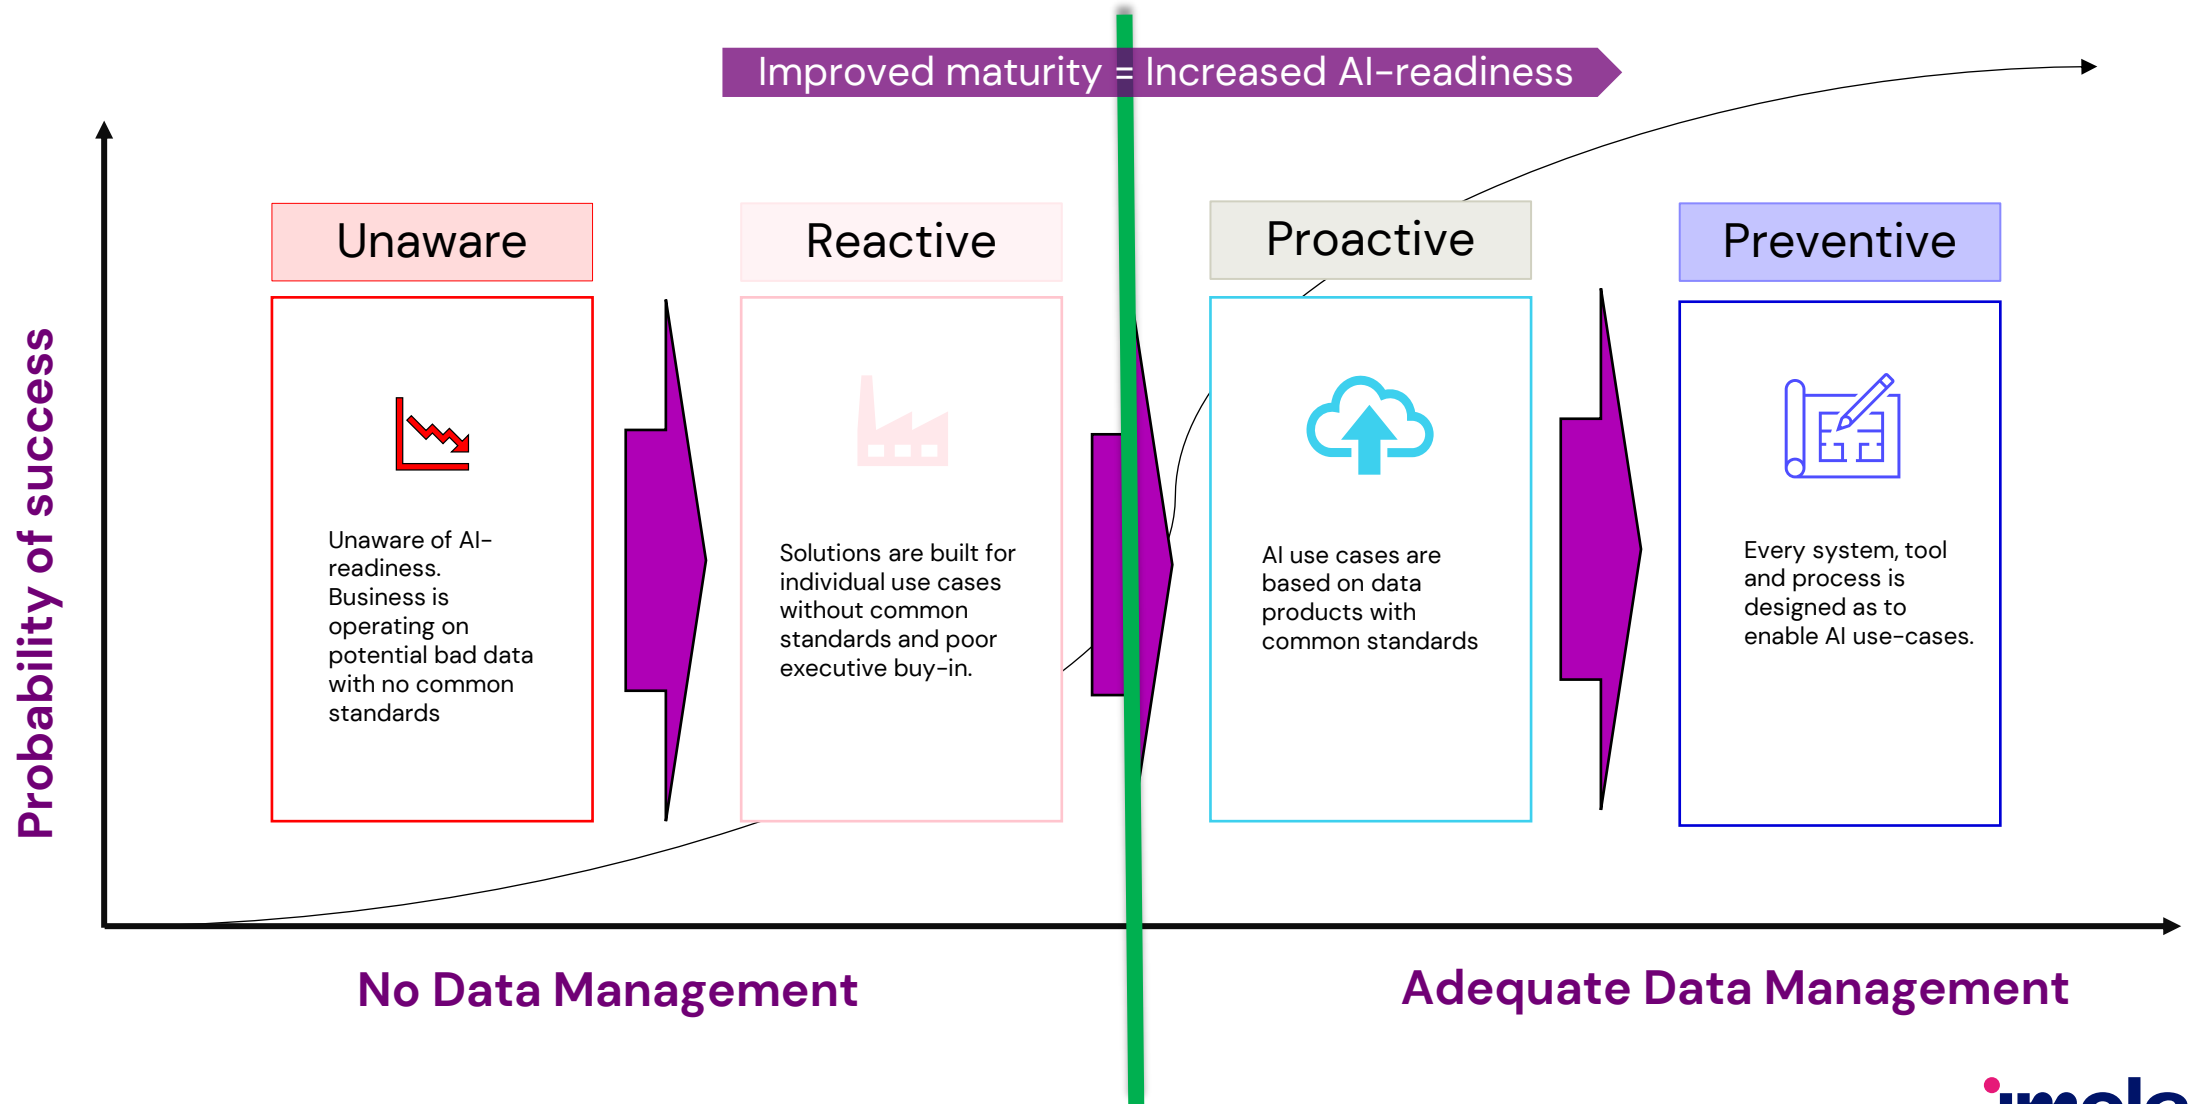 Improved maturity = Increased AI-readiness
Probability of success
Unaware
Unaware of AI-
readiness.
Business is
operating on
potential bad data
with no common
standards
Reactive
Solutions are built for
individual use cases
without common
standards and poor
executive buy-in.
Proactive
AI use cases are
based on data
products with
common standards
Preventive
Every system, tool
and process is
designed as to
enable AI use-cases.
No Data Management
Adequate Data Management